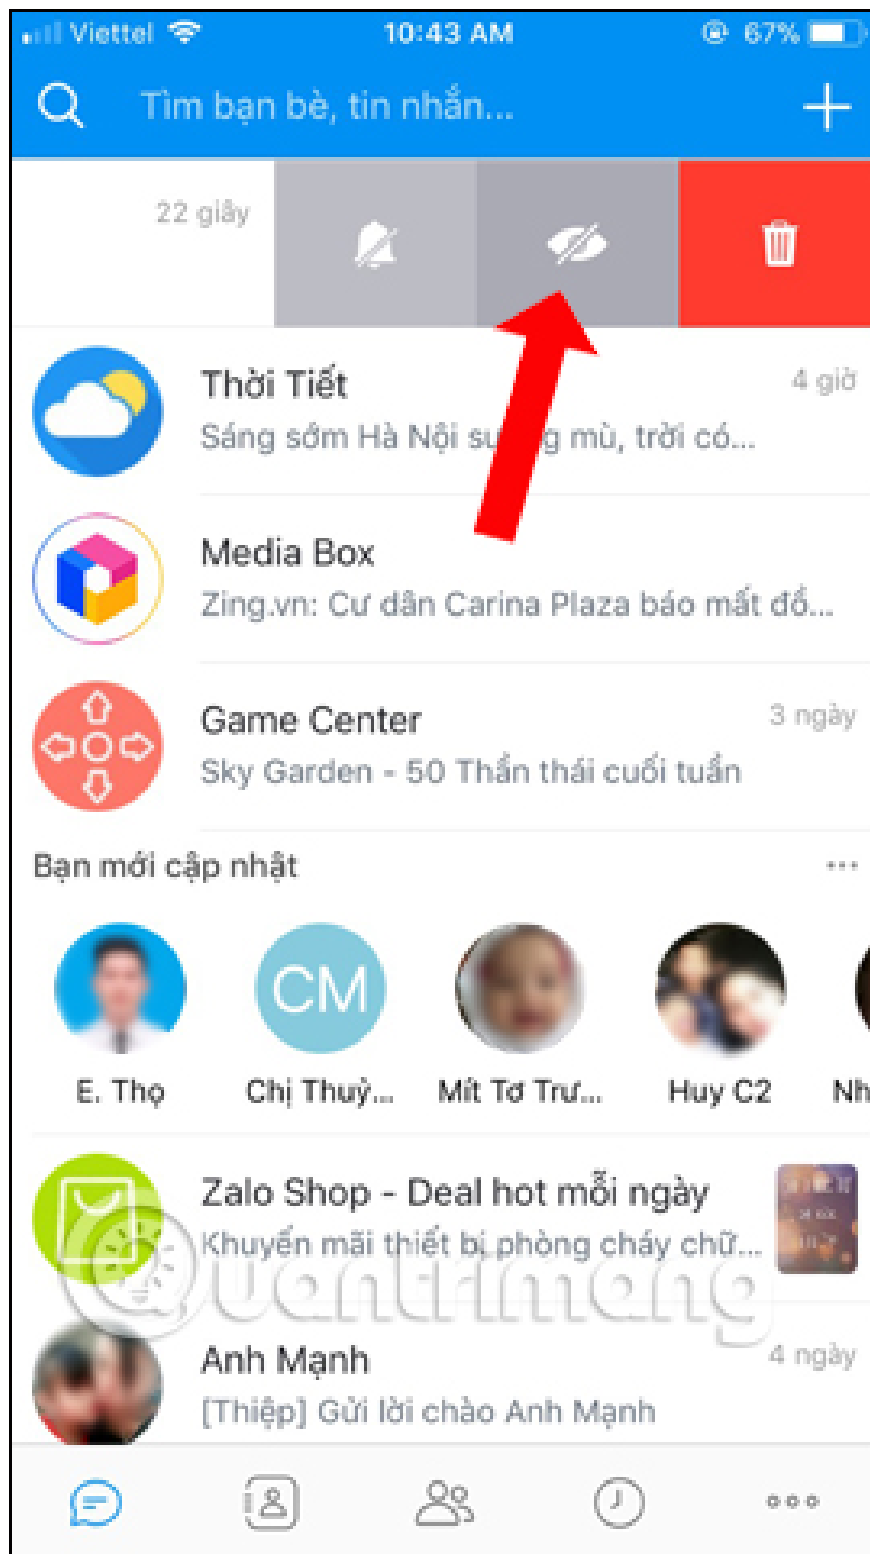 Viettel 10:43 AM 67%
Tìm bạn bè, tin nhắn...
22 giây
Thời Tiết 4 giờ
Sáng sớm Hà Nội mù, trời có...
Media Box
Zing.vn: Cư dân Carina Plaza báo mất đồ...
Game Center 3 ngày
Sky Garden - 50 Thần thái cuối tuần
Bạn mới cập nhật
CM
E. Thọ Chị Thuỷ... Mít Tơ Trư... Huy C2 Nh
Zalo Shop - Deal hot mỗi ngày
Khuyến mãi thiết bị phòng cháy chữ...
Quantrimang
Anh Mạnh 4 ngày
[Thiệp] Gửi lời chào Anh Mạnh